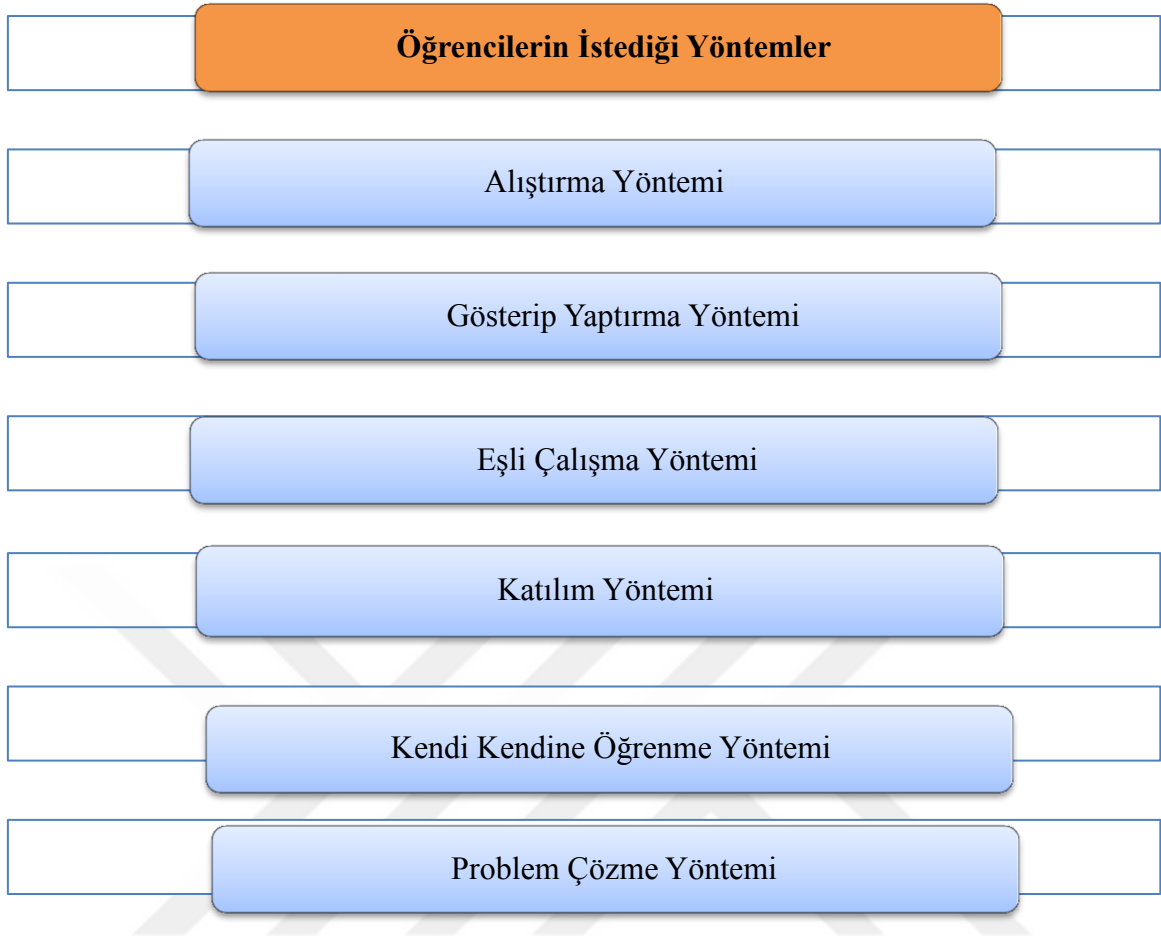 Öğrencilerin İstediği Yöntemler
Alıştırma Yöntemi
Gösterip Yaptırma Yöntemi
Eşli Çalışma Yöntemi
Katılım Yöntemi
Kendi Kendine Öğrenme Yöntemi
Problem Çözme Yöntemi